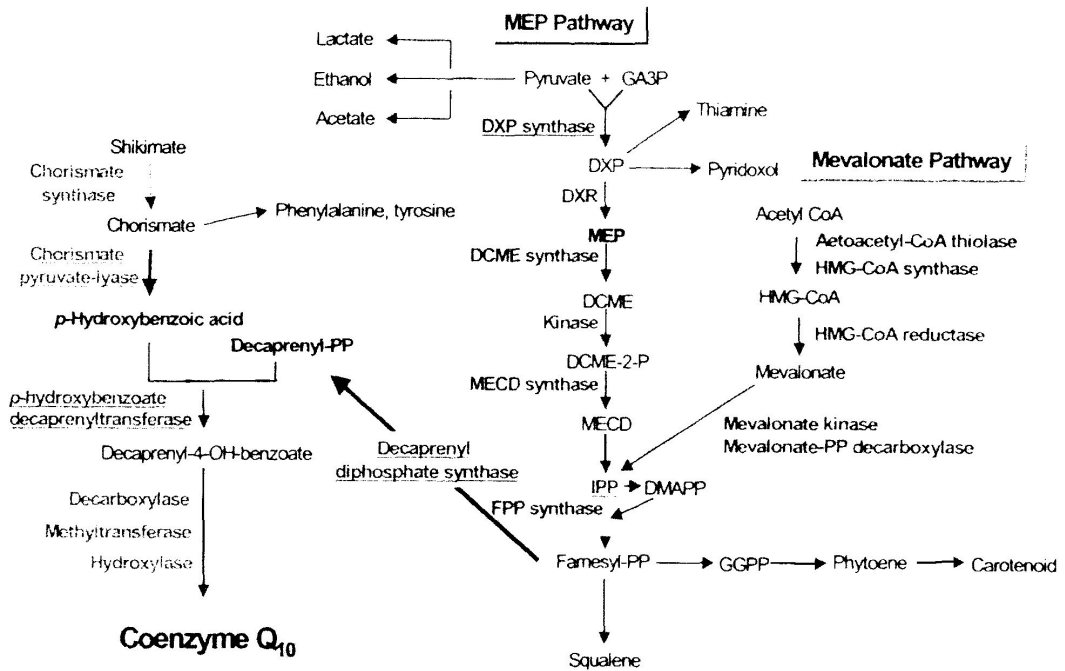 MEP Pathway
Lactate
Ethanol
Acetate
Pyruvate + GA3P
DXP synthase
Thiamine
DXP
Pyridoxol
DXR
MEP
DCME synthase
DCME
Kinase
DCME-2-P
MECD synthase
MECD
IPP
DMAPP
FPP synthase
Farnesyl-PP
GGPP
Phytoene
Carotenoid
Squalene
Mevalonate Pathway
Acetyl CoA
Aetoacetyl-CoA thiolase
HMG-CoA synthase
HMG-CoA
HMG-CoA reductase
Mevalonate
Mevalonate kinase
Mevalonate-PP decarboxylase
Shikimate
Chorismate
synthase
Chorismate
Phenylalanine, tyrosine
Chorismate
pyruvate-lyase
p-Hydroxybenzoic acid
Decaprenyl-PP
p-hydroxybenzoate
decaprenyltransferase
Decaprenyl
diphosphate synthase
Decaprenyl-4-OH-benzoate
Decarboxylase
Methyltransferase
Hydroxylase
Coenzyme Q10